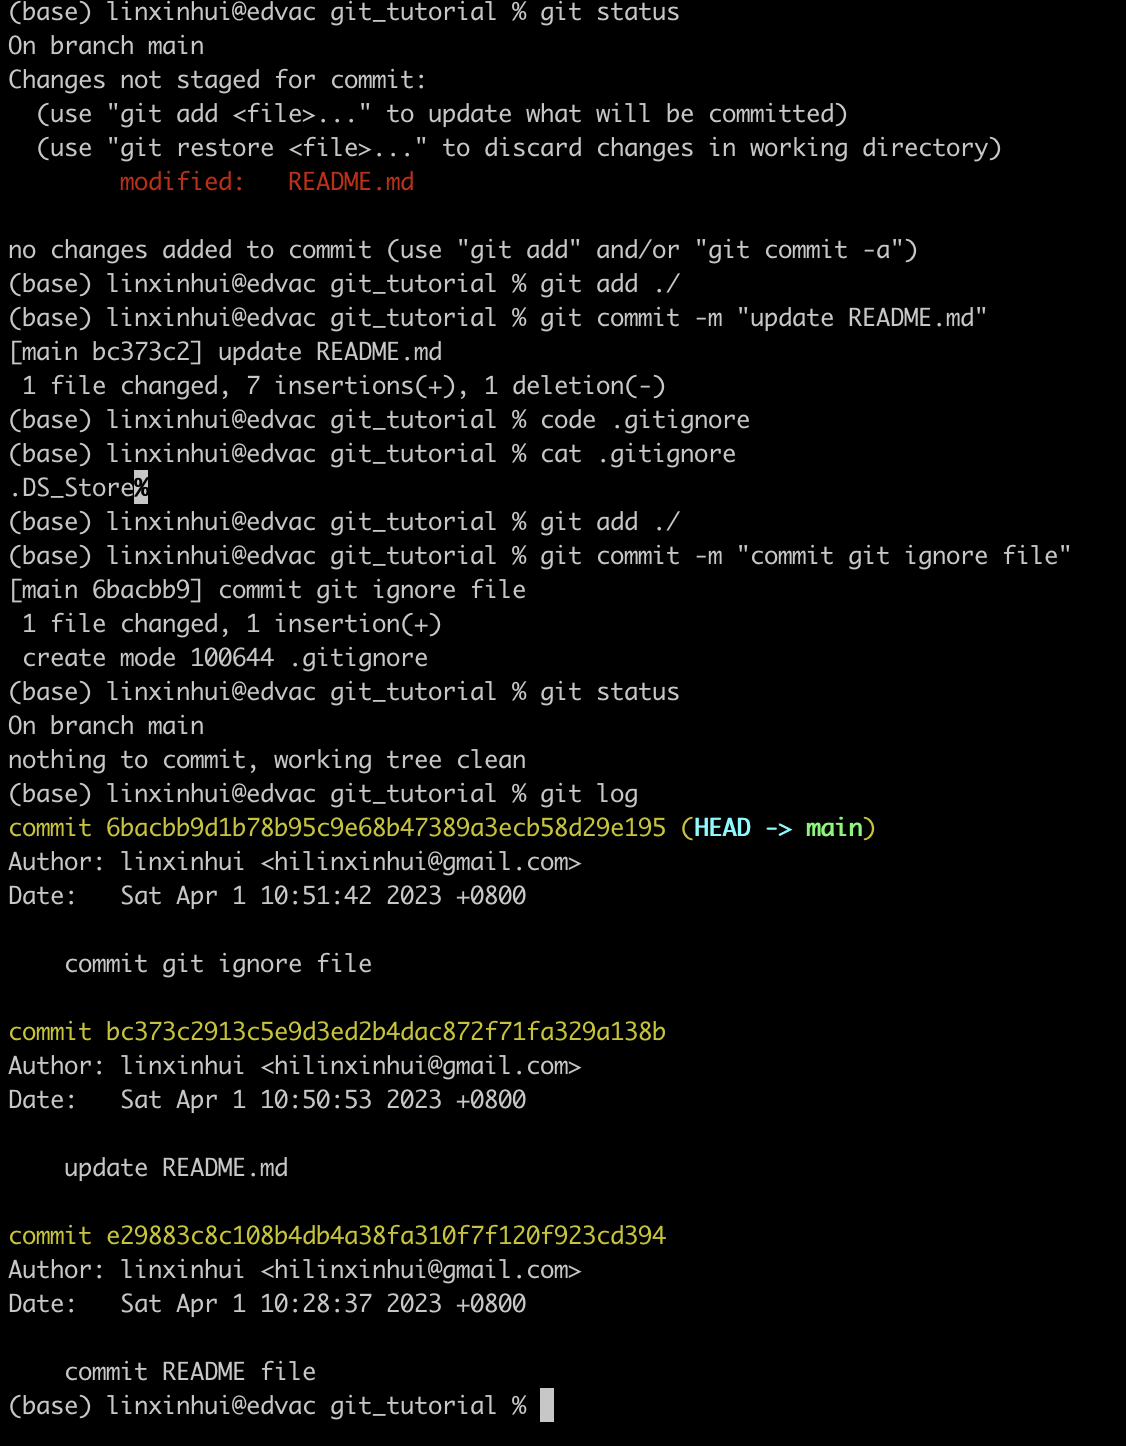 (base) linxinhui@edvac git_tutorial % git status
On branch main
Changes not staged for commit:
  (use "git add <file>..." to update what will be committed)
  (use "git restore <file>..." to discard changes in working directory)
        modified:   README.md

no changes added to commit (use "git add" and/or "git commit -a")
(base) linxinhui@edvac git_tutorial % git add ./
(base) linxinhui@edvac git_tutorial % git commit -m "update README.md"
[main bc373c2] update README.md
 1 file changed, 7 insertions(+), 1 deletion(-)
(base) linxinhui@edvac git_tutorial % code .gitignore
(base) linxinhui@edvac git_tutorial % cat .gitignore
.DS_Store%
(base) linxinhui@edvac git_tutorial % git add ./
(base) linxinhui@edvac git_tutorial % git commit -m "commit git ignore file"
[main 6bacbb9] commit git ignore file
 1 file changed, 1 insertion(+)
 create mode 100644 .gitignore
(base) linxinhui@edvac git_tutorial % git status
On branch main
nothing to commit, working tree clean
(base) linxinhui@edvac git_tutorial % git log
commit 6bacbb9d1b78b95c9e68b47389a3ecb58d29e195 (HEAD -> main)
Author: linxinhui <hilinxinhui@gmail.com>
Date:   Sat Apr 1 10:51:42 2023 +0800

    commit git ignore file

commit bc373c2913c5e9d3ed2b4dac872f71fa329a138b
Author: linxinhui <hilinxinhui@gmail.com>
Date:   Sat Apr 1 10:50:53 2023 +0800

    update README.md

commit e29883c8c108b4db4a38fa310f7f120f923cd394
Author: linxinhui <hilinxinhui@gmail.com>
Date:   Sat Apr 1 10:28:37 2023 +0800

    commit README file
(base) linxinhui@edvac git_tutorial %